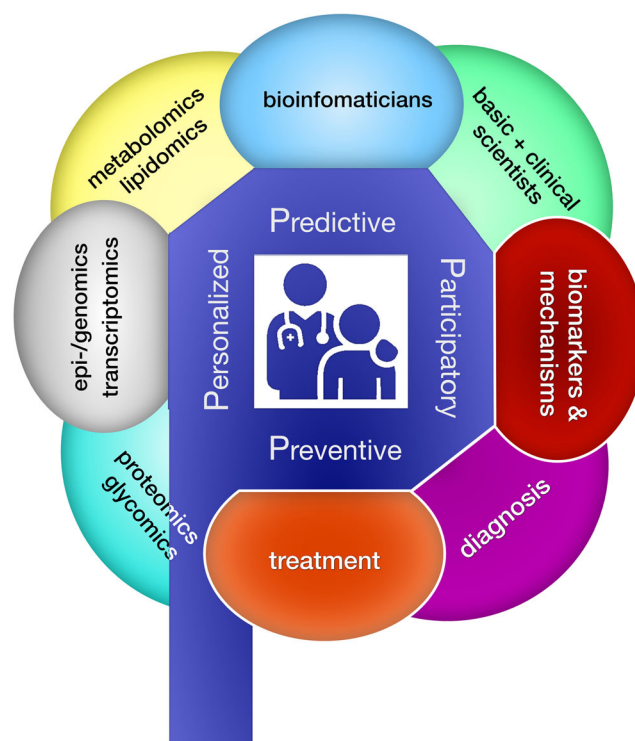 bioinfomaticians
basic + clinical
scientists
biomarkers &
mechanisms
diagnosis
treatment
proteomics
glycomics
epi-/genomics
transcriptomics
metabolomics
lipidomics
Predictive
Participatory
Preventive
Personalized